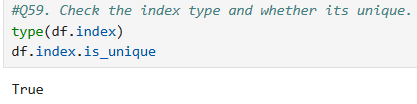 #Q59. Check the index type and whether its unique.
type(df.index)
df.index.is_unique
True